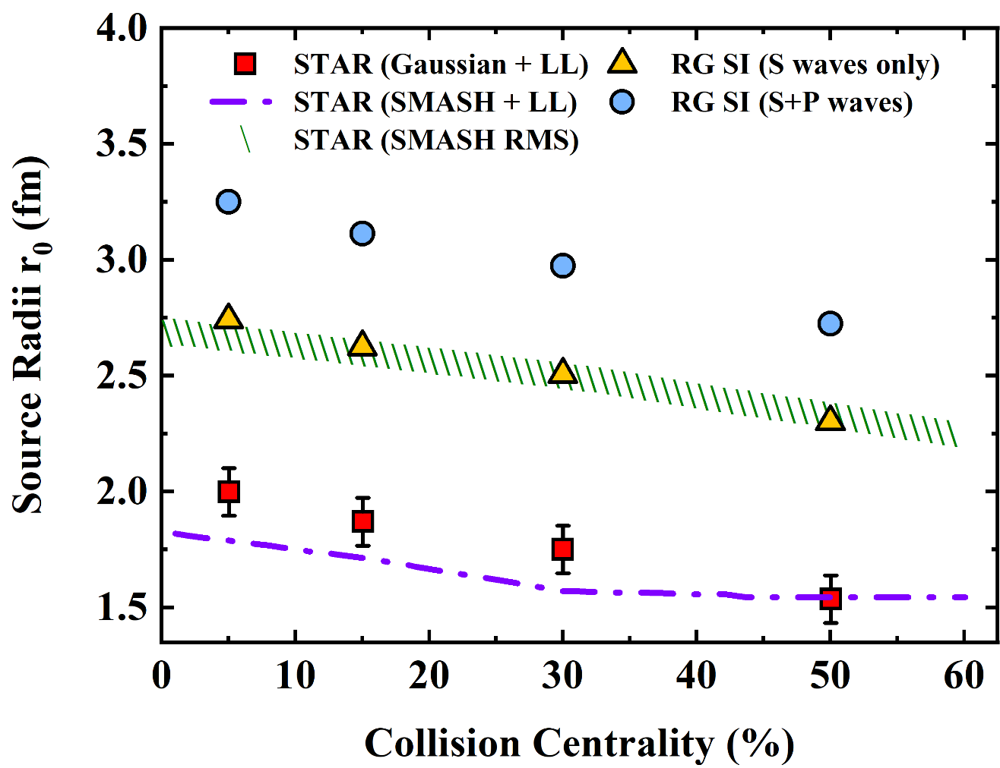 4.0
3.5
3.0
2.5
2.0
1.5
Source Radii r0 (fm)
STAR (Gaussian + LL)
STAR (SMASH + LL)
STAR (SMASH RMS)
RG SI (S waves only)
RG SI (S+P waves)
0 10 20 30 40 50 60
Collision Centrality (%)